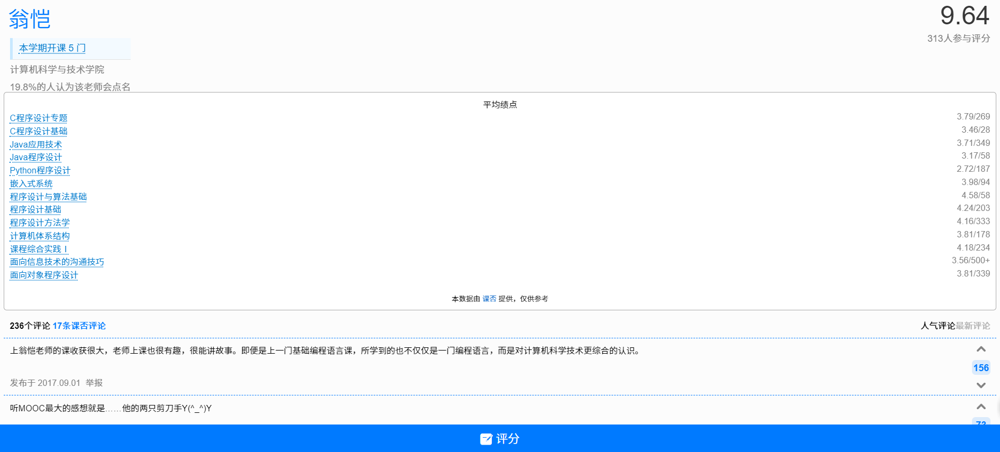 翁恺
9.64
313人参与评分
本学期开课 5 门
计算机科学与技术学院
19.8%的人认为该老师会点名
平均绩点
C程序设计专题 3.79/269
C程序设计基础 3.46/28
Java应用技术 3.71/349
Java程序设计 3.17/58
Python程序设计 2.72/187
嵌入式系统 3.98/94
程序设计与算法基础 4.58/58
程序设计基础 4.24/203
程序设计方法学 4.16/333
计算机体系结构 3.81/178
课程综合实践 I 4.18/234
面向信息技术的沟通技巧 3.56/500+
面向对象程序设计 3.81/339
本数据由 课否 提供，仅供参考
236个评论 17条课否评论 人气评论最新评论
上翁恺老师的课收获很大，老师上课也很有趣，很能讲故事。即便是上一门基础编程语言课，所学到的也不仅仅是一门编程语言，而是对计算机科学技术更综合的认识。
156
发布于 2017.09.01 举报
听MOOC最大的感想就是……他的两只剪刀手Y(^_^)Y
评分